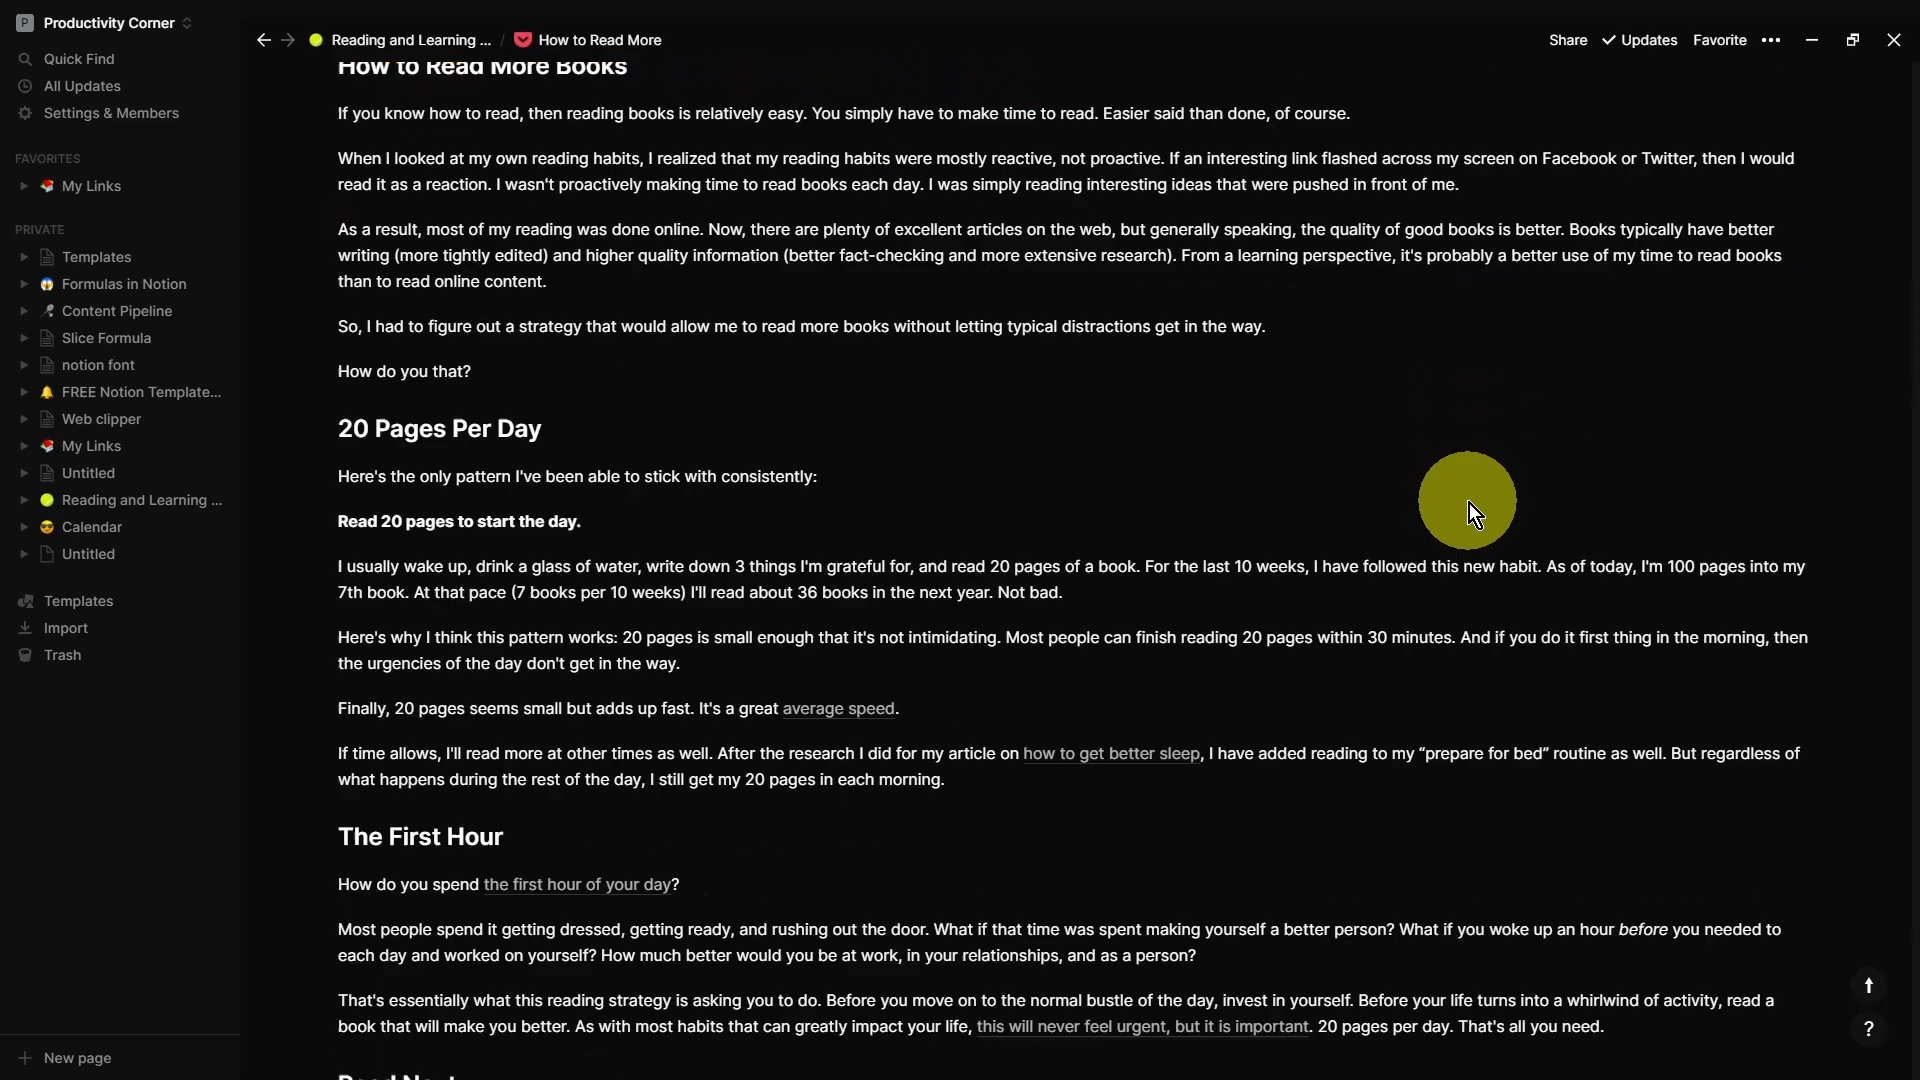 P Productivity Corner
Quick Find
All Updates
Settings & Members
FAVORITES
My Links
PRIVATE
Templates
Formulas in Notion
Content Pipeline
Slice Formula
notion font
FREE Notion Template...
Web clipper
My Links
Untitled
Reading and Learning ...
Calendar
Untitled
Templates
Import
Trash
New page
Reading and Learning ... / How to Read More
Share Updates Favorite
How to Read More Books
If you know how to read, then reading books is relatively easy. You simply have to make time to read. Easier said than done, of course.
When I looked at my own reading habits, I realized that my reading habits were mostly reactive, not proactive. If an interesting link flashed across my screen on Facebook or Twitter, then I would
read it as a reaction. I wasn't proactively making time to read books each day. I was simply reading interesting ideas that were pushed in front of me.
As a result, most of my reading was done online. Now, there are plenty of excellent articles on the web, but generally speaking, the quality of good books is better. Books typically have better
writing (more tightly edited) and higher quality information (better fact-checking and more extensive research). From a learning perspective, it's probably a better use of my time to read books
than to read online content.
So, I had to figure out a strategy that would allow me to read more books without letting typical distractions get in the way.
How do you that?
20 Pages Per Day
Here's the only pattern I've been able to stick with consistently:
Read 20 pages to start the day.
I usually wake up, drink a glass of water, write down 3 things I'm grateful for, and read 20 pages of a book. For the last 10 weeks, I have followed this new habit. As of today, I'm 100 pages into my
7th book. At that pace (7 books per 10 weeks) I'll read about 36 books in the next year. Not bad.
Here's why I think this pattern works: 20 pages is small enough that it's not intimidating. Most people can finish reading 20 pages within 30 minutes. And if you do it first thing in the morning, then
the urgencies of the day don't get in the way.
Finally, 20 pages seems small but adds up fast. It's a great average speed.
If time allows, I'll read more at other times as well. After the research I did for my article on how to get better sleep, I have added reading to my “prepare for bed” routine as well. But regardless of
what happens during the rest of the day, I still get my 20 pages in each morning.
The First Hour
How do you spend the first hour of your day?
Most people spend it getting dressed, getting ready, and rushing out the door. What if that time was spent making yourself a better person? What if you woke up an hour before you needed to
each day and worked on yourself? How much better would you be at work, in your relationships, and as a person?
That's essentially what this reading strategy is asking you to do. Before you move on to the normal bustle of the day, invest in yourself. Before your life turns into a whirlwind of activity, read a
book that will make you better. As with most habits that can greatly impact your life, this will never feel urgent, but it is important. 20 pages per day. That's all you need.
?